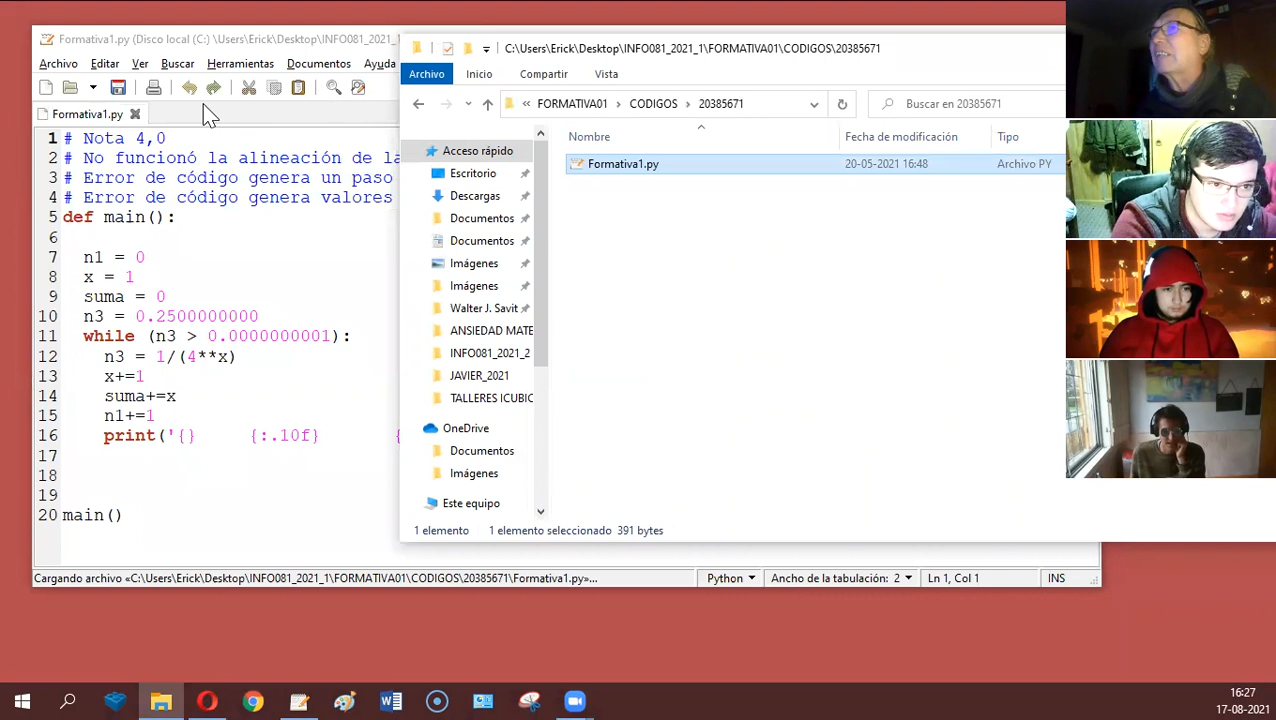 Formativa1.py (Disco local (C:) \Users\Erick\Desktop\INFO081_2021_1
Archivo Editar Ver Buscar Herramientas Documentos Ayuda
Formativa1.py
1 # Nota 4,0
2 # No funcionó la alineación de la
3 # Error de código genera un paso
4 # Error de código genera valores
5 def main():
6
7 n1 = 0
8 x = 1
9 suma = 0
10 n3 = 0.2500000000
11 while (n3 > 0.0000000001):
12 n3 = 1/(4**x)
13 x+=1
14 suma+=x
15 n1+=1
16 print('{} {:.10f} {
17
18
19
20 main()
Cargando archivo «C:\Users\Erick\Desktop\INFO081_2021_1\FORMATIVA01\CODIGOS\20385671\Formativa1.py»...
Python
Ancho de la tabulación: 2
Ln 1, Col 1
INS
C:\Users\Erick\Desktop\INFO081_2021_1\FORMATIVA01\CODIGOS\20385671
Archivo Inicio Compartir Vista
« FORMATIVA01 > CODIGOS > 20385671
Buscar en 20385671
Nombre Fecha de modificación Tipo
Formativa1.py 20-05-2021 16:48 Archivo PY
Acceso rápido
Escritorio
Descargas
Documentos
Documentos
Imágenes
Imágenes
Walter J. Savit
ANSIEDAD MATE
INFO081_2021_2
JAVIER_2021
TALLERES ICUBIC
OneDrive
Documentos
Imágenes
Este equipo
1 elemento 1 elemento seleccionado 391 bytes
16:27
17-08-2021